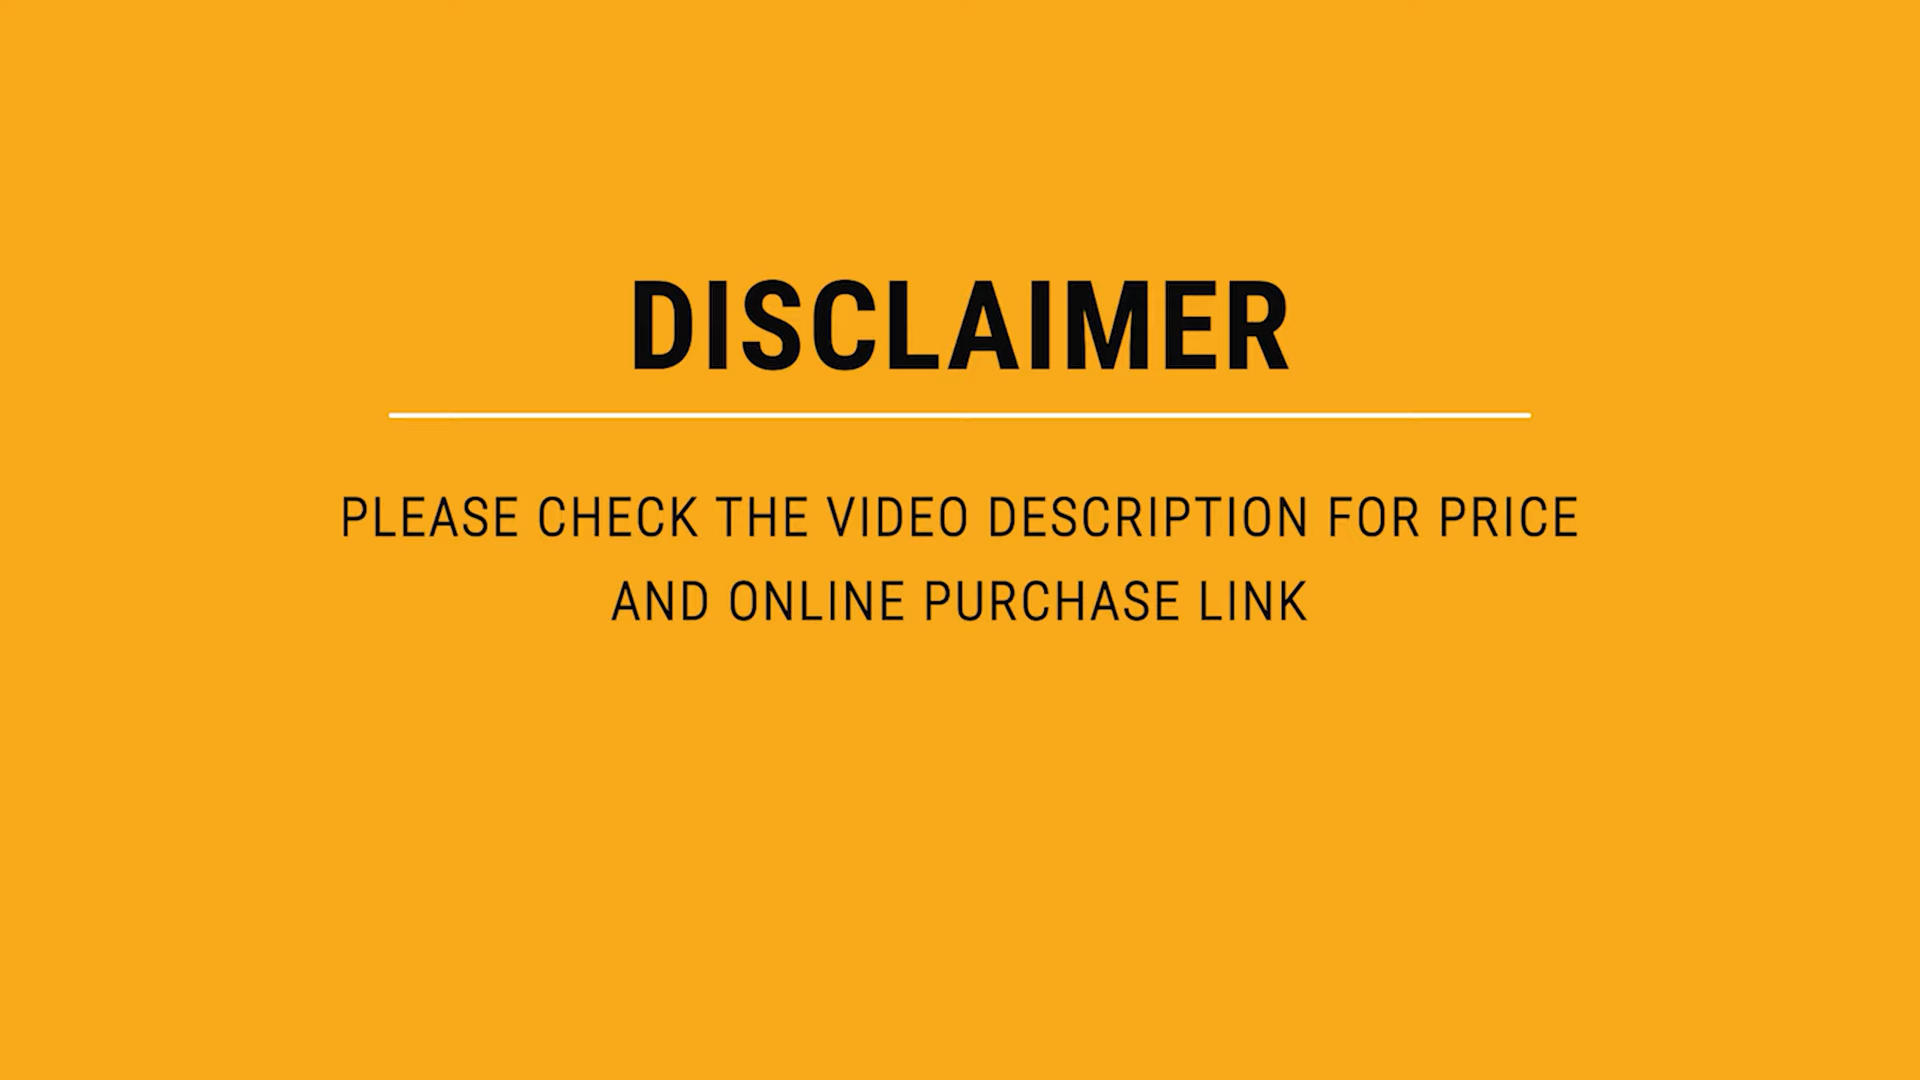 DISCLAIMER
PLEASE CHECK THE VIDEO DESCRIPTION FOR PRICE
AND ONLINE PURCHASE LINK